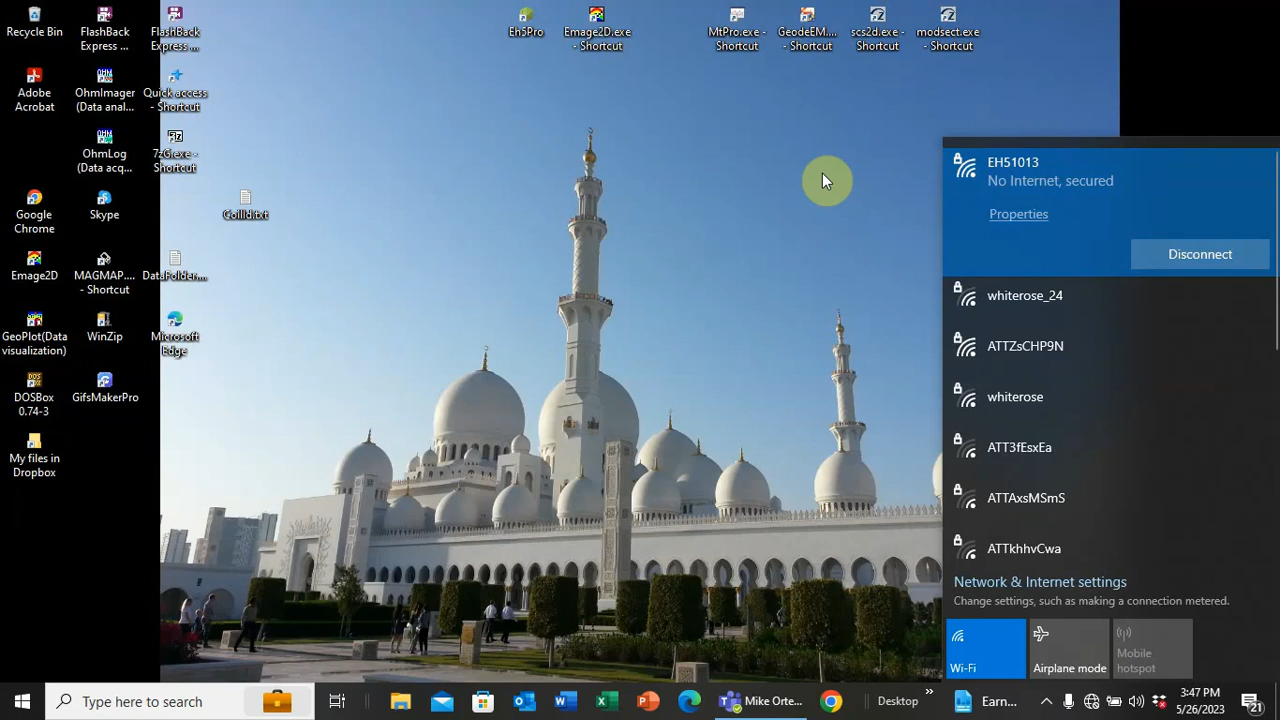 Recycle Bin
FlashBack
Express ...
FlashBack
Express ...
Eh5Pro
Emage2D.exe
- Shortcut
MtPro.exe -
Shortcut
GeodeEM....
- Shortcut
scs2d.exe -
Shortcut
modsect.exe
- Shortcut
Adobe
Acrobat
OhmImager
(Data anal...
Quick access
- Shortcut
OhmLog
(Data acq...
7zG.exe -
Shortcut
Google
Chrome
Skype
CoilId.txt
Emage2D
MAGMAP....
- Shortcut
DataFolder....
GeoPlot(Data
visualization)
WinZip
Microsoft
Edge
DOSBox
0.74-3
GifsMakerPro
My files in
Dropbox
EH51013
No Internet, secured
Properties
Disconnect
whiterose_24
ATTZsCHP9N
whiterose
ATT3fEsxEa
ATTAxsMSmS
ATTkhhvCwa
Network & Internet settings
Change settings, such as making a connection metered.
Wi-Fi
Airplane mode
Mobile
hotspot
Type here to search
Mike Orte...
Desktop
»
Earn...
3:47 PM
5/26/2023
21